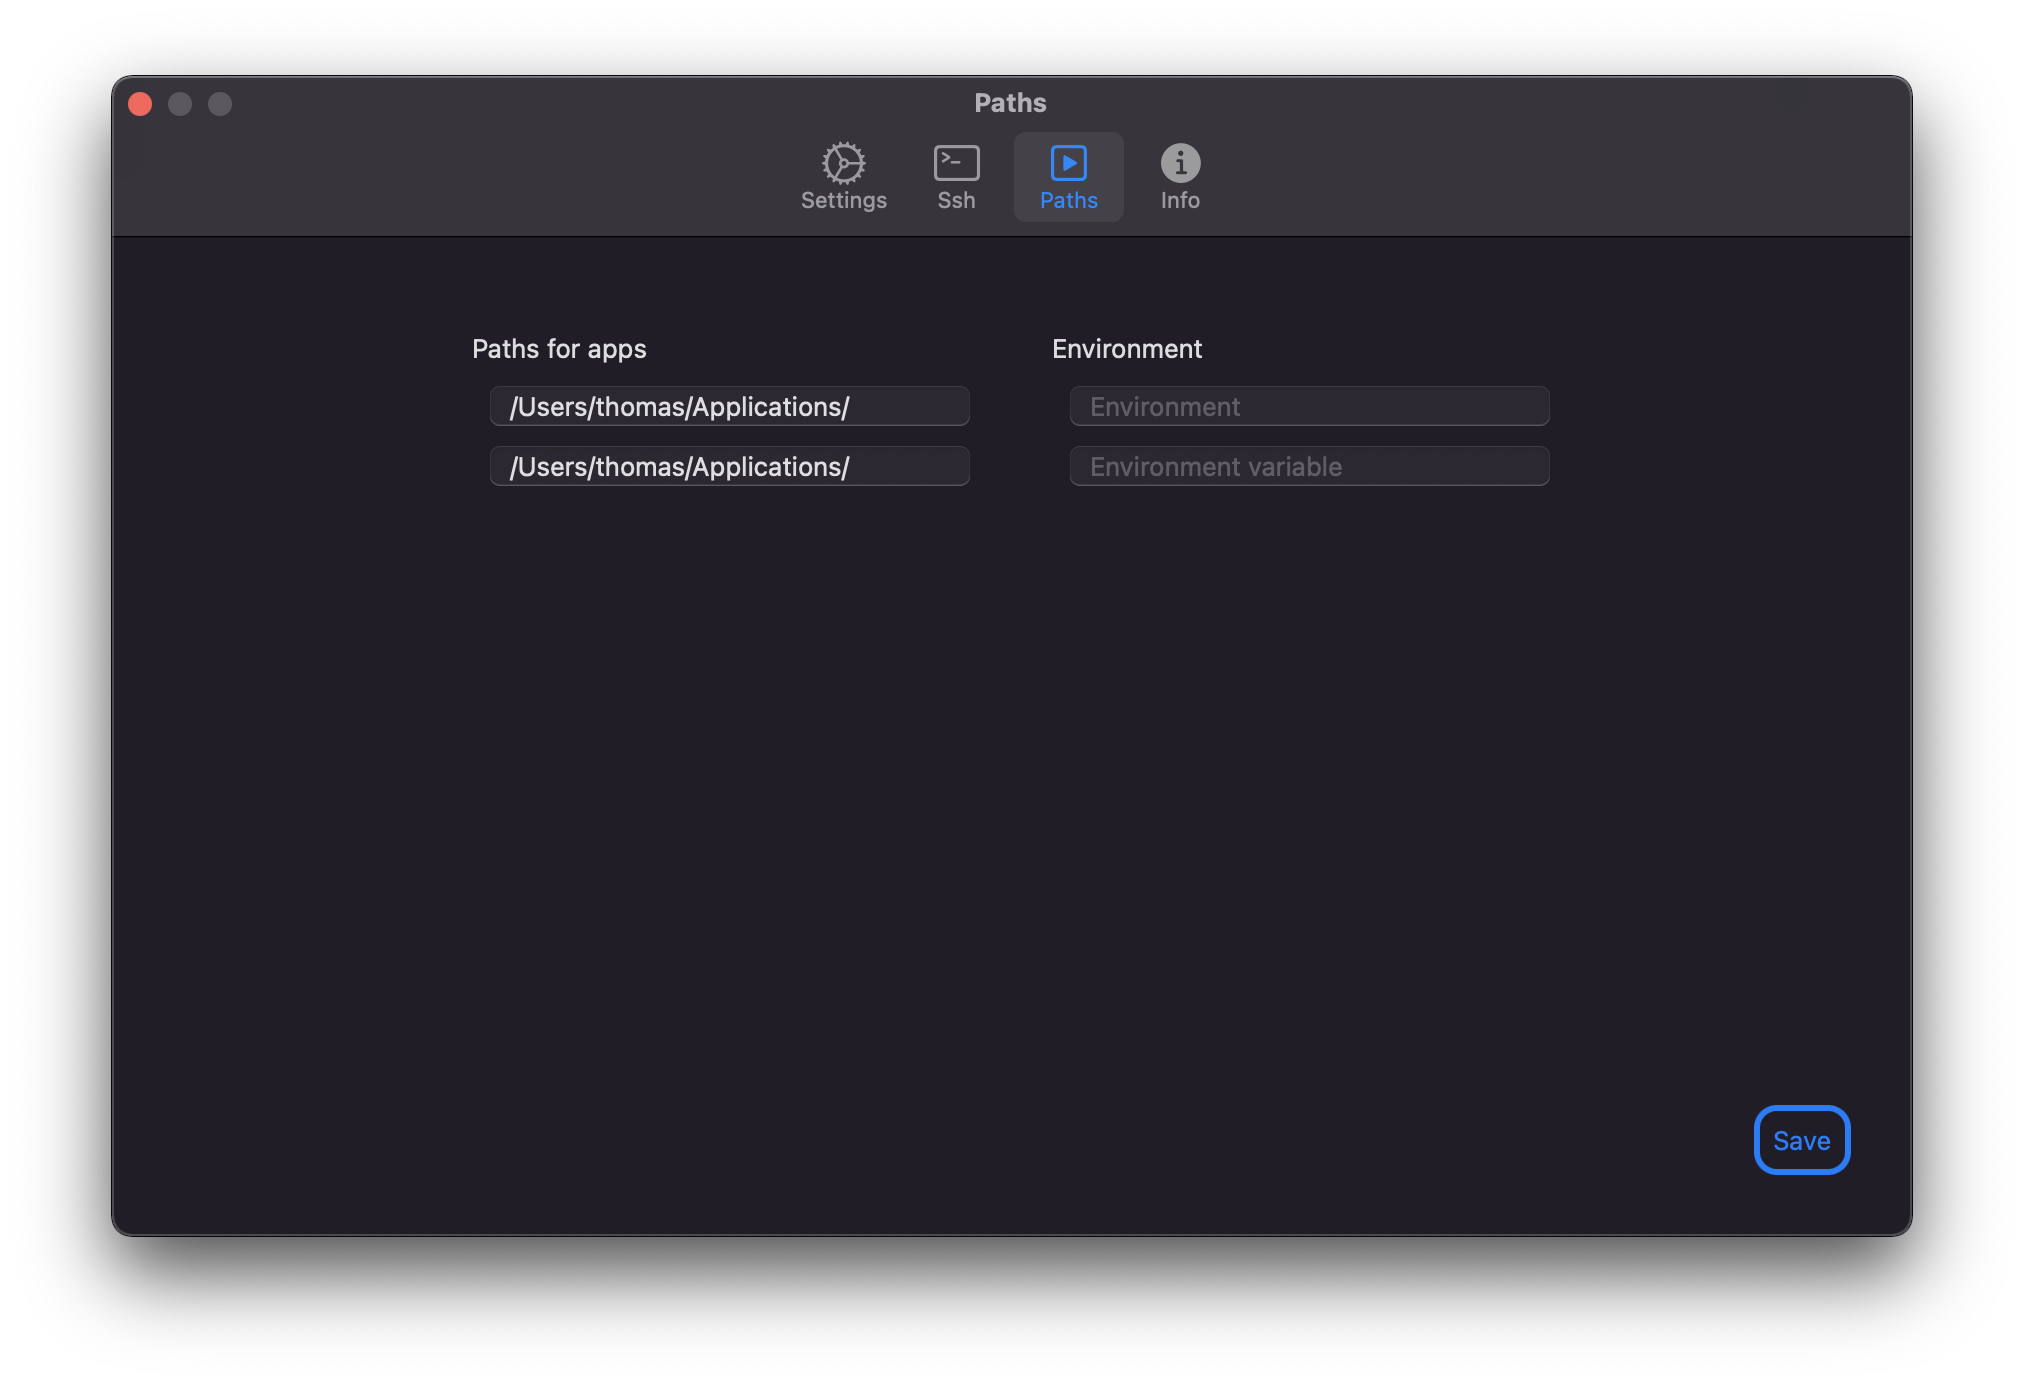 Paths
Settings
Ssh
Paths
Info
Paths for apps
Environment
/Users/thomas/Applications/
Environment
/Users/thomas/Applications/
Environment variable
Save